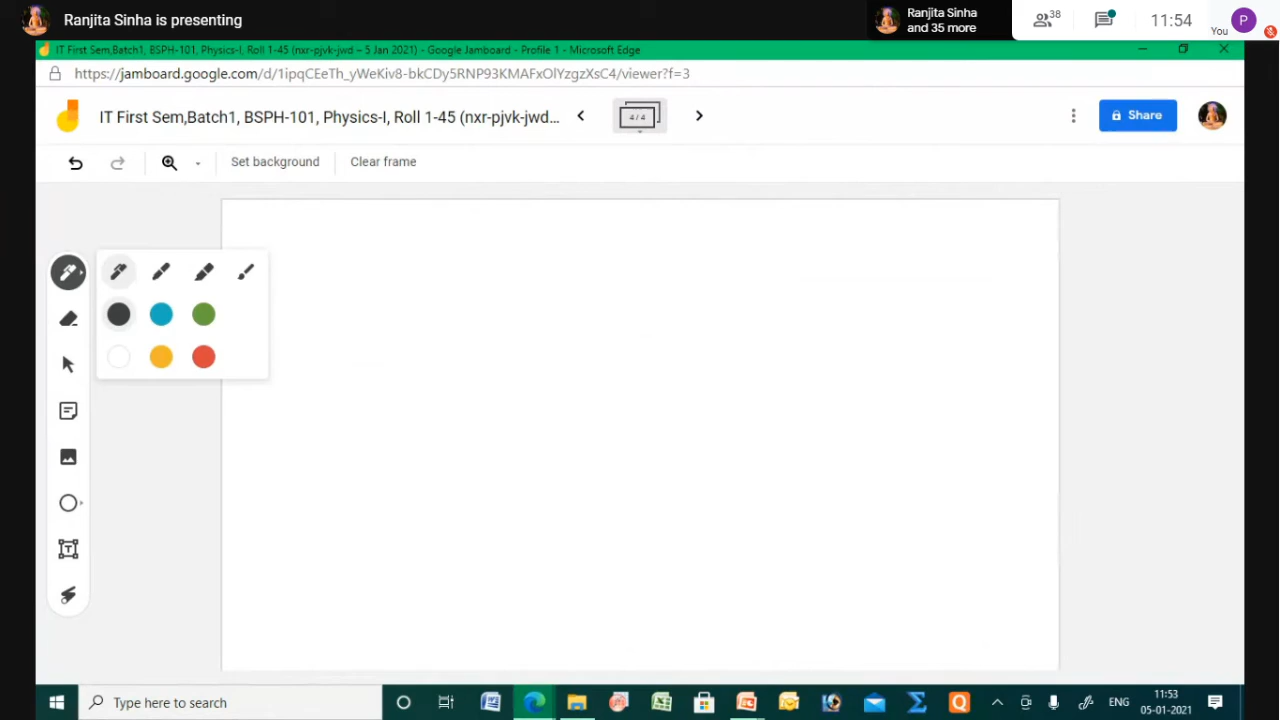 Ranjita Sinha is presenting
Ranjita Sinha
and 35 more
38
11:54
You
P
IT First Sem,Batch1, BSPH-101, Physics-I, Roll 1-45 (nxr-pjvk-jwd – 5 Jan 2021) - Google Jamboard - Profile 1 - Microsoft Edge
https://jamboard.google.com/d/1ipqCEeTh_yWeKiv8-bkCDy5RNP93KMAFxOlYzgzXsC4/viewer?f=3
IT First Sem,Batch1, BSPH-101, Physics-I, Roll 1-45 (nxr-pjvk-jwd...
4 / 4
Share
Set background
Clear frame
Type here to search
ENG
11:53
05-01-2021